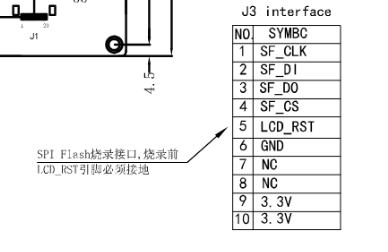 J3 interface
NO. SYMBC
1 SF_CLK
2 SF_DI
3 SF_DO
4 SF_CS
5 LCD_RST
6 GND
7 NC
8 NC
9 3.3V
10 3.3V
J1
4.5
SPI Flash烧录接口,烧录前
LCD_RST引脚必须接地